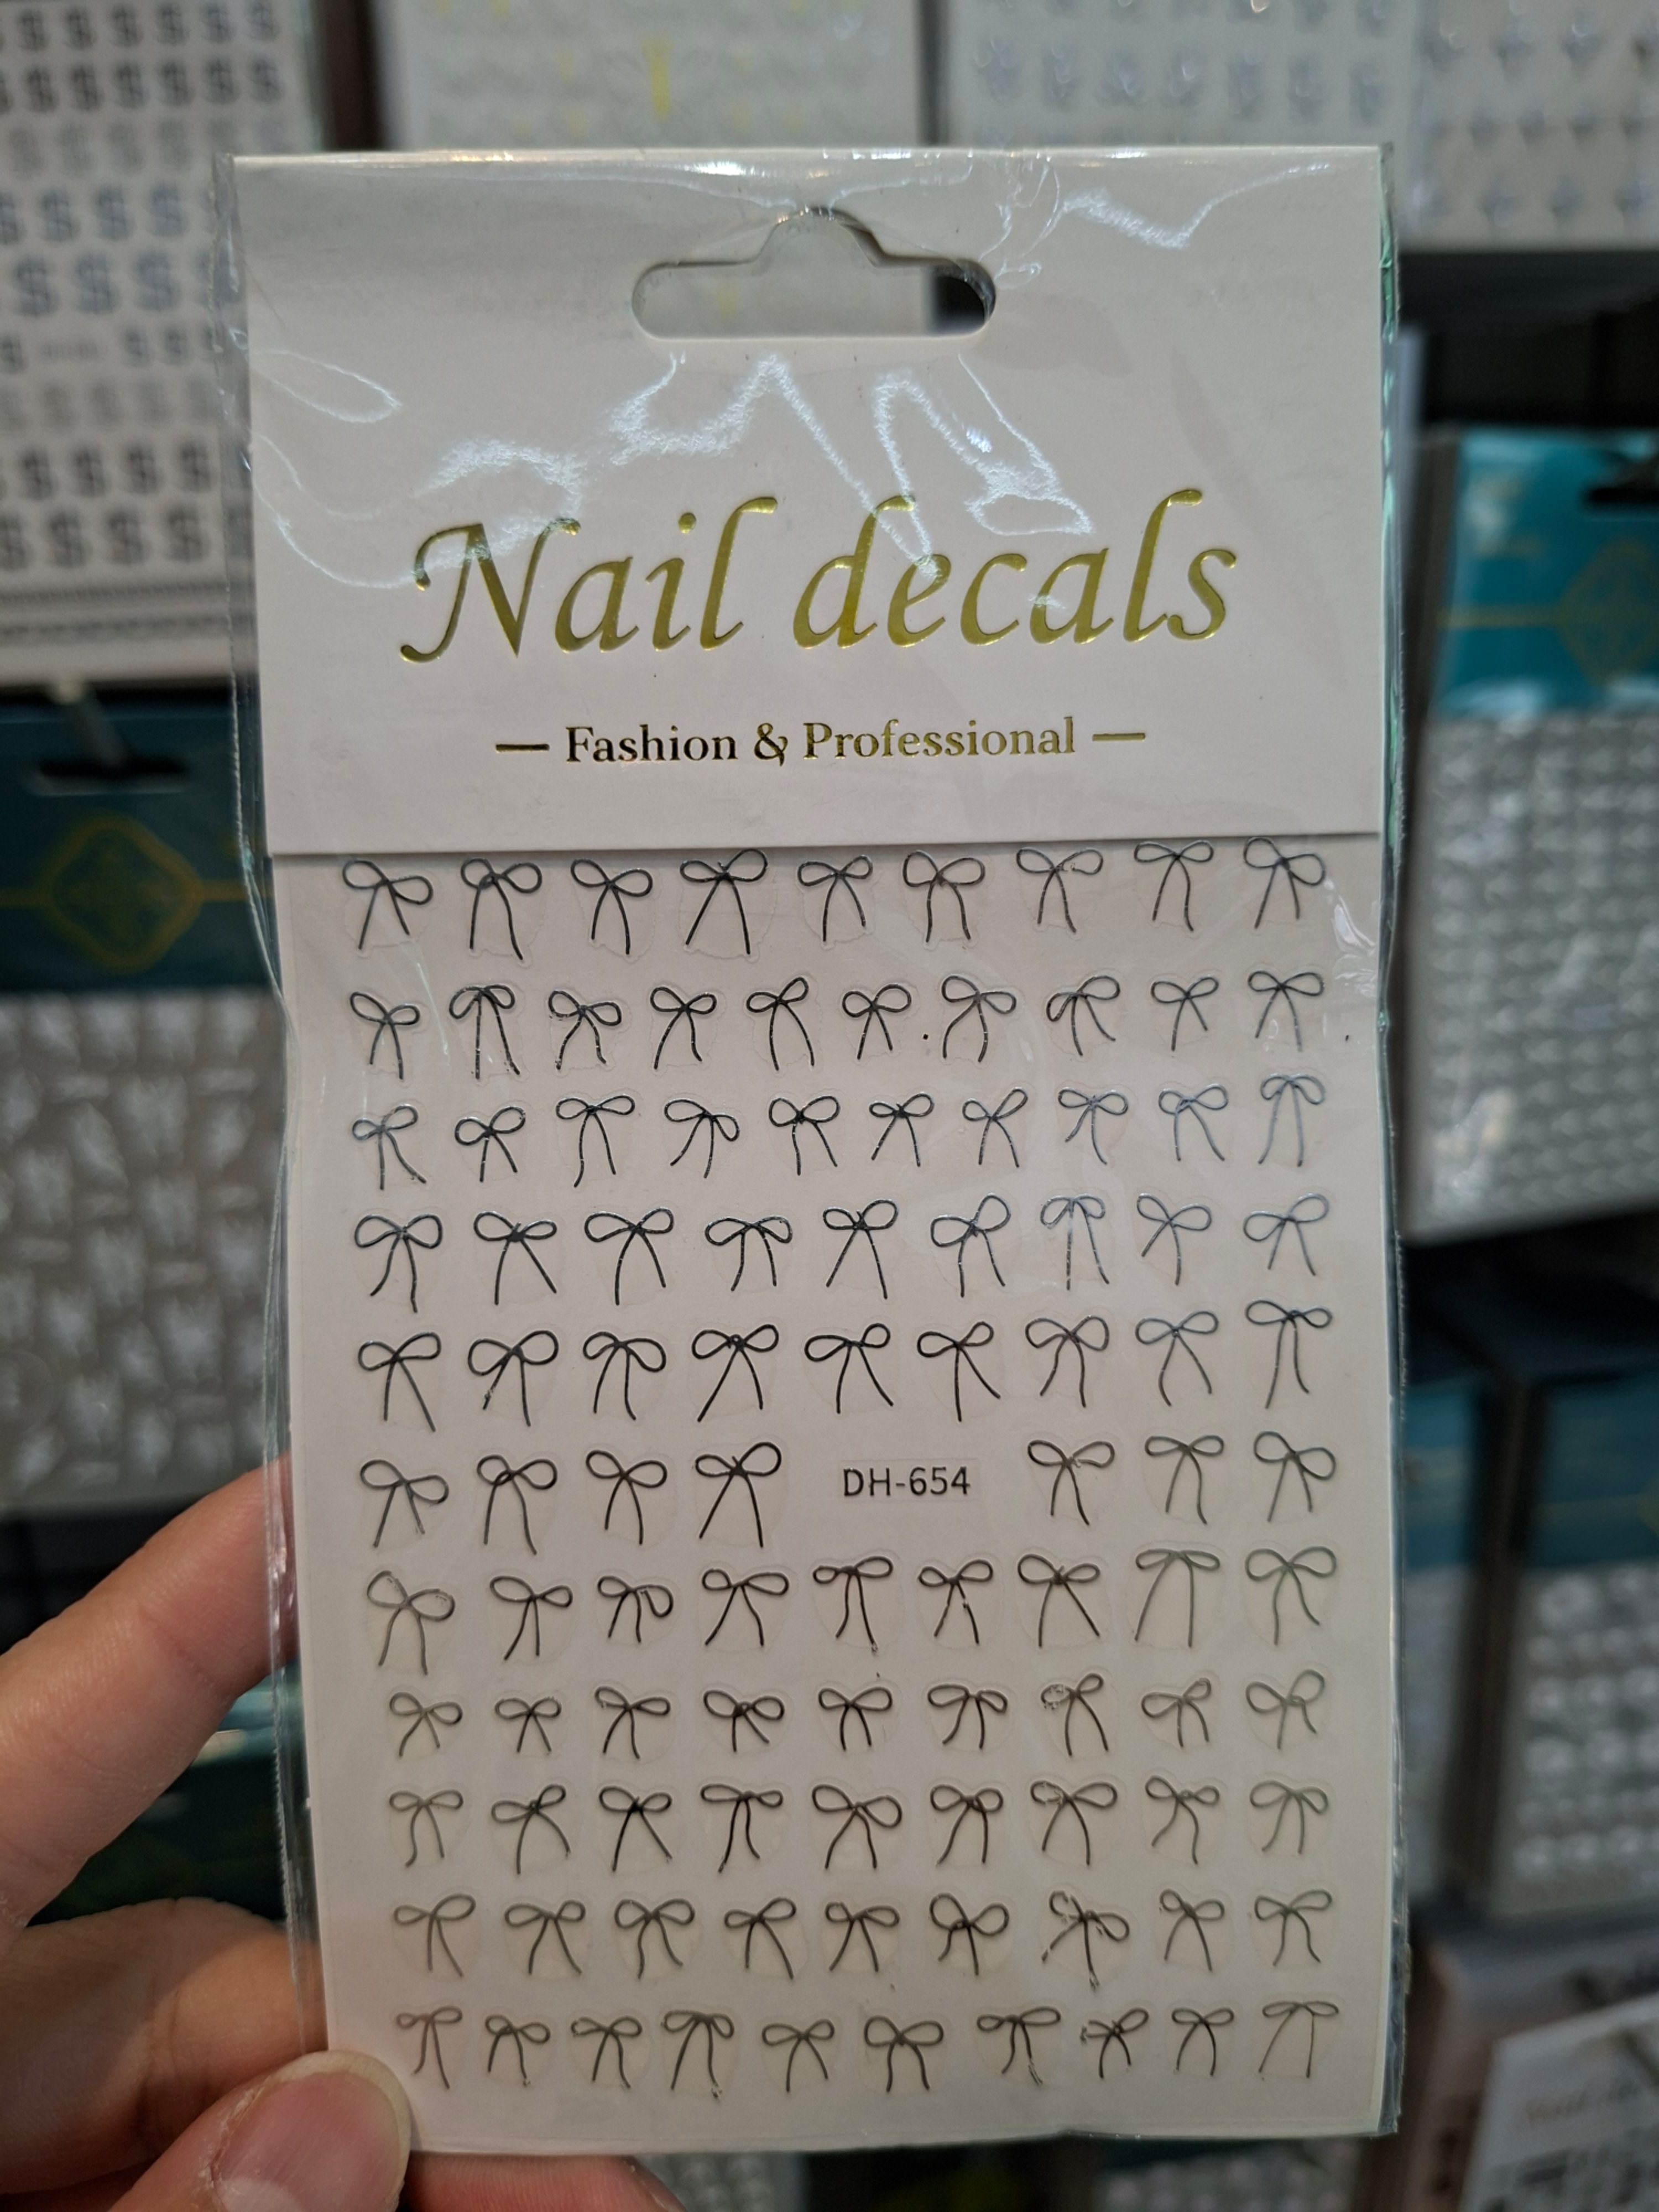 Nail decals
— Fashion & Professional —
DH-654